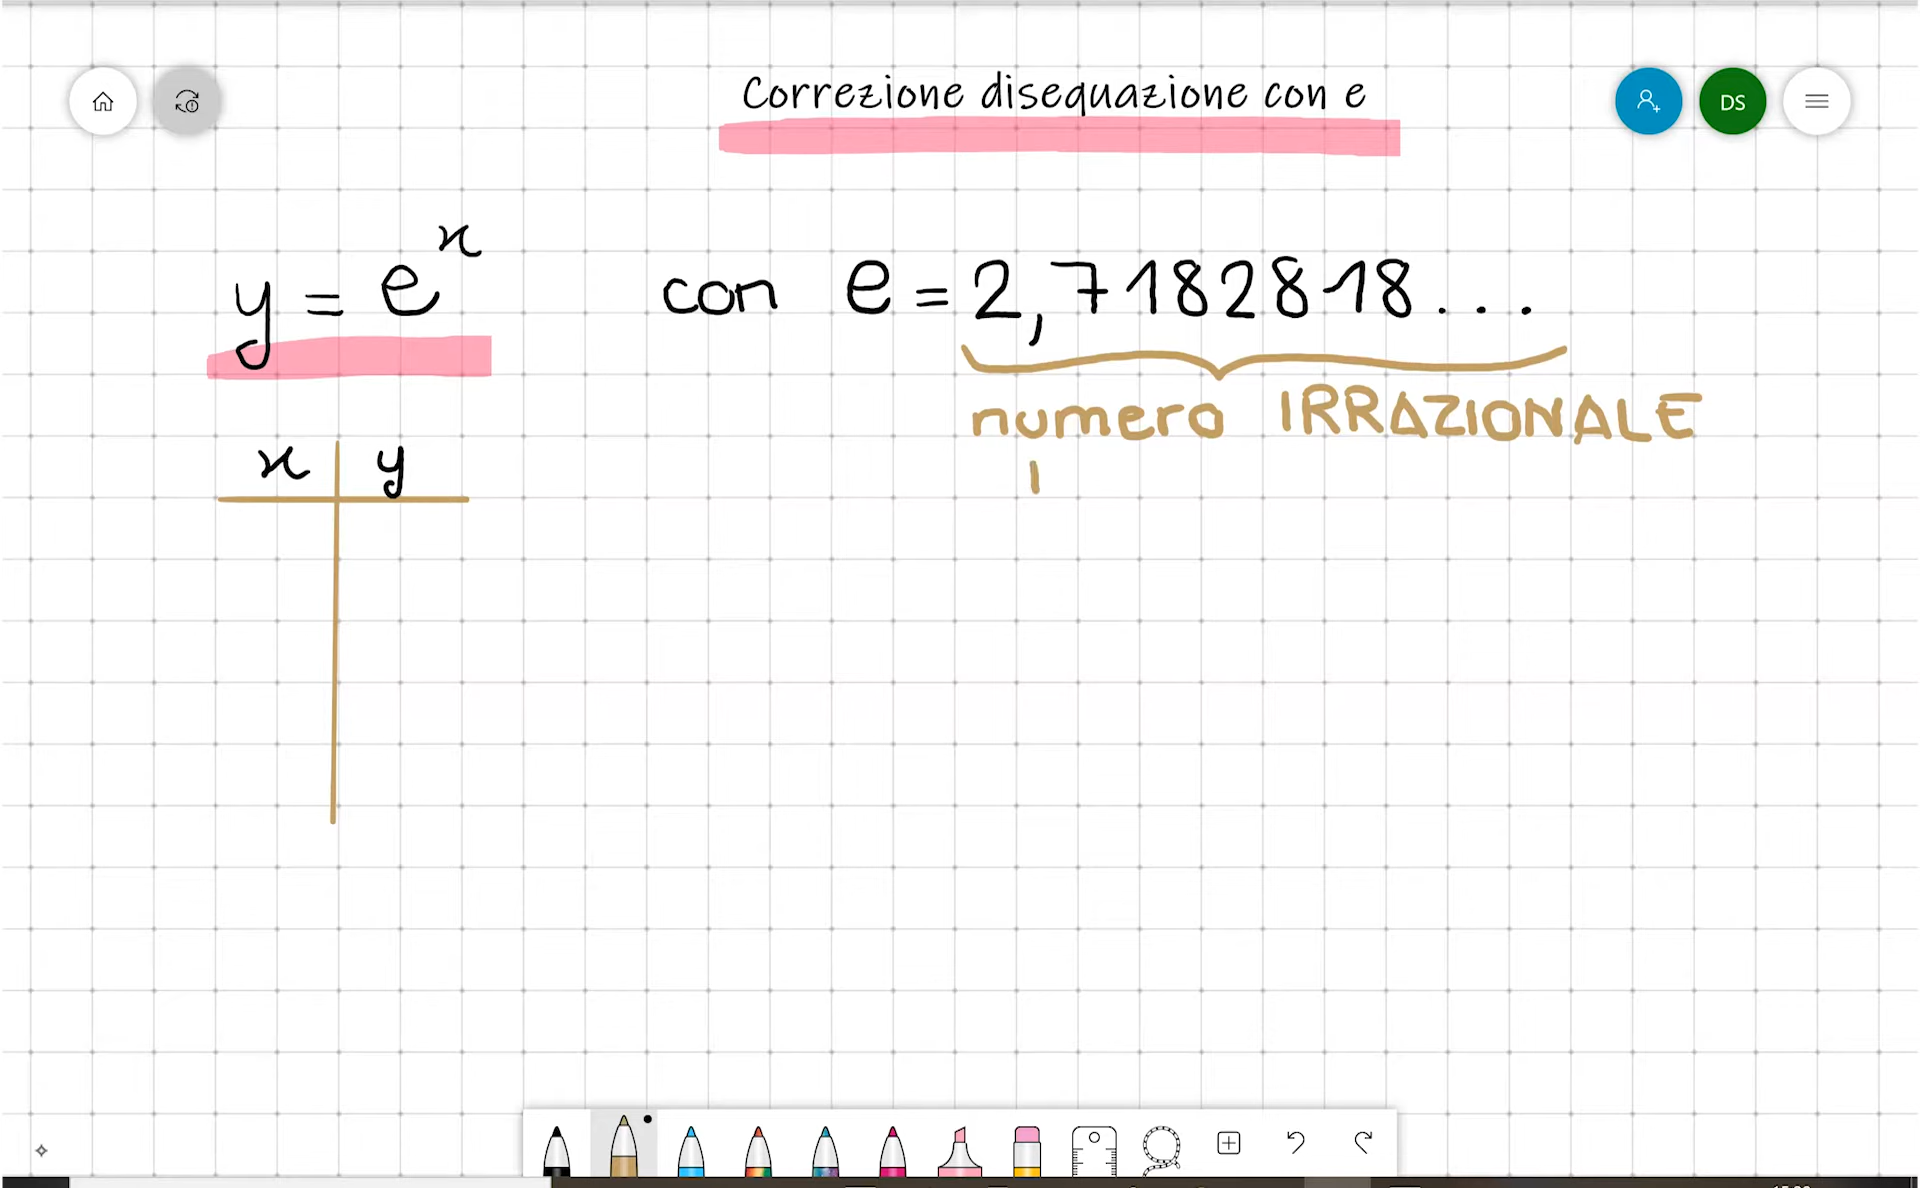 Correzione disequazione con e
DS
y = e^x con e = 2,7182818...
numero IRRAZIONALE
x y